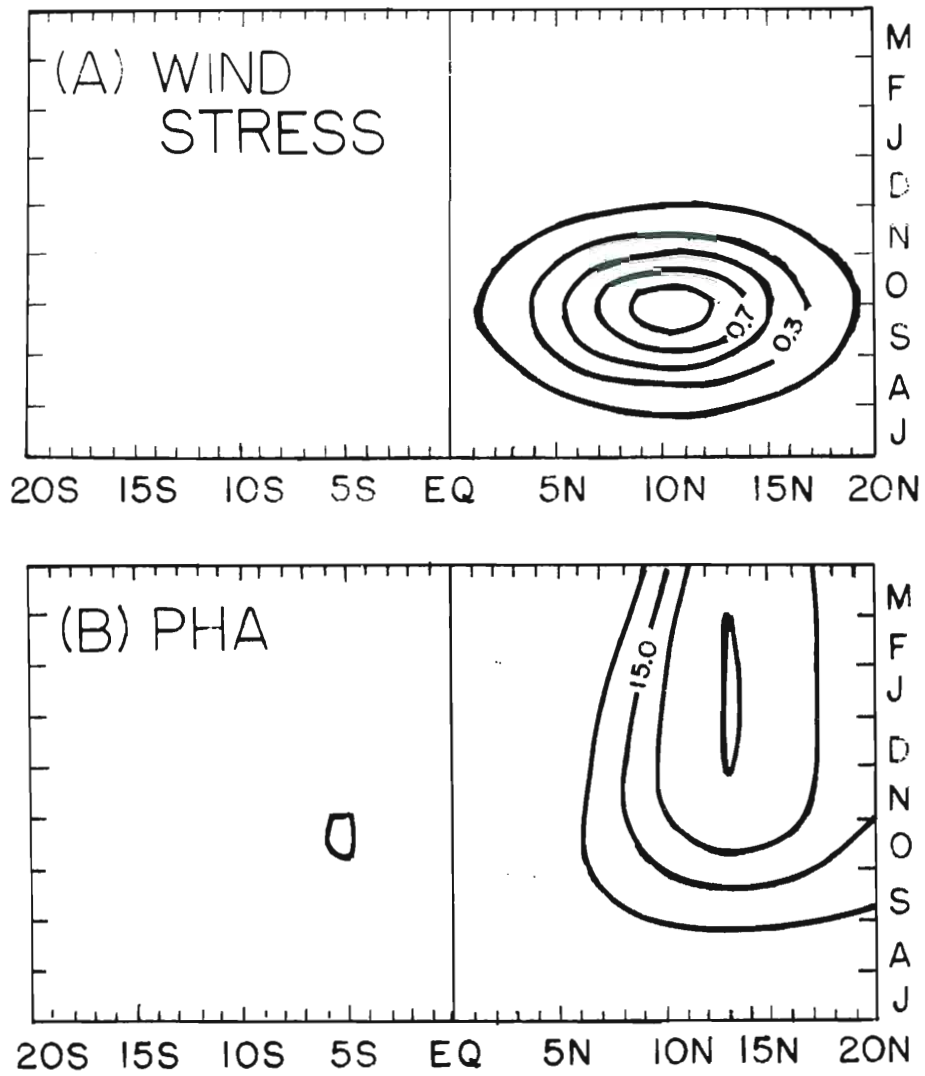 (A) WIND
STRESS
M
F
J
D
N
O
S
A
J
0.7
0.3
20S 15S 10S 5S EQ 5N 10N 15N 20N
(B) PHA
M
F
J
D
N
O
S
A
J
15.0
20S 15S 10S 5S EQ 5N 10N 15N 20N